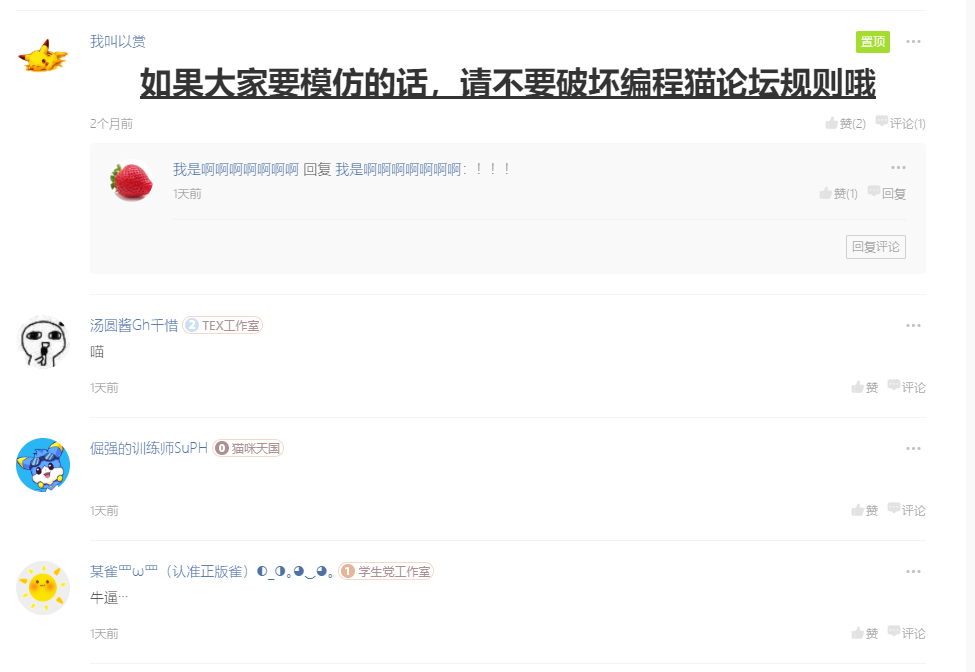 我叫以赏
置顶
如果大家要模仿的话，请不要破坏编程猫论坛规则哦
2个月前
赞(2) 评论(1)
我是啊啊啊啊啊啊啊 回复 我是啊啊啊啊啊啊啊：！！！
1天前
赞(1) 回复
回复评论
汤圆酱Gh千惜 2 TEX工作室
喵
1天前
赞 评论
倔强的训练师SuPH 0 猫咪天国
1天前
赞 评论
某雀罒ω罒（认准正版雀）◐_◑｡◕‿◕｡ 1 学生党工作室
牛逼…
1天前
赞 评论